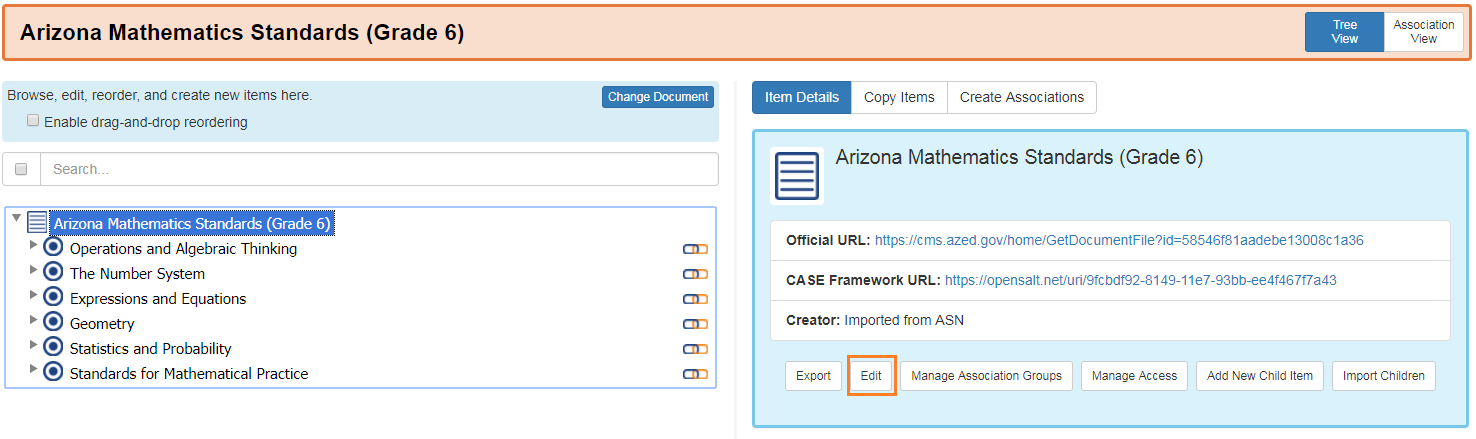 Arizona Mathematics Standards (Grade 6)
Tree
View
Association
View
Browse, edit, reorder, and create new items here.
Change Document
Enable drag-and-drop reordering
Search...
Arizona Mathematics Standards (Grade 6)
Operations and Algebraic Thinking
The Number System
Expressions and Equations
Geometry
Statistics and Probability
Standards for Mathematical Practice
Item Details
Copy Items
Create Associations
Arizona Mathematics Standards (Grade 6)
Official URL: https://cms.azed.gov/home/GetDocumentFile?id=58546f81aadebe13008c1a36
CASE Framework URL: https://opensalt.net/uri/9fcbdf92-8149-11e7-93bb-ee4f467f7a43
Creator: Imported from ASN
Export
Edit
Manage Association Groups
Manage Access
Add New Child Item
Import Children